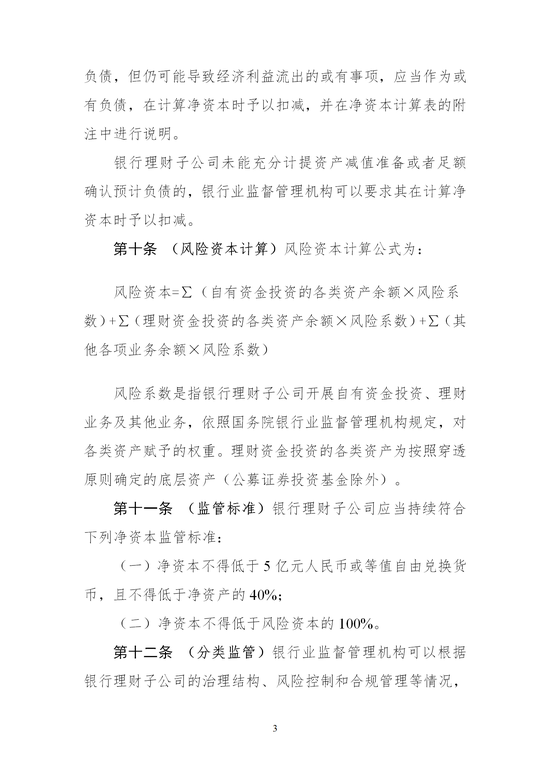 负债，但仍可能导致经济利益流出的或有事项，应当作为或
有负债，在计算净资本时予以扣减，并在净资本计算表的附
注中进行说明。
银行理财子公司未能充分计提资产减值准备或者足额
确认预计负债的，银行业监督管理机构可以要求其在计算净
资本时予以扣减。
第十条 （风险资本计算）风险资本计算公式为：
风险资本=∑（自有资金投资的各类资产余额×风险系
数）+∑（理财资金投资的各类资产余额×风险系数）+∑（其
他各项业务余额×风险系数）
风险系数是指银行理财子公司开展自有资金投资、理财
业务及其他业务，依照国务院银行业监督管理机构规定，对
各类资产赋予的权重。理财资金投资的各类资产为按照穿透
原则确定的底层资产（公募证券投资基金除外）。
第十一条 （监管标准）银行理财子公司应当持续符合
下列净资本监管标准：
（一）净资本不得低于 5 亿元人民币或等值自由兑换货
币，且不得低于净资产的 40%；
（二）净资本不得低于风险资本的 100%。
第十二条 （分类监管）银行业监督管理机构可以根据
银行理财子公司的治理结构、风险控制和合规管理等情况，
3